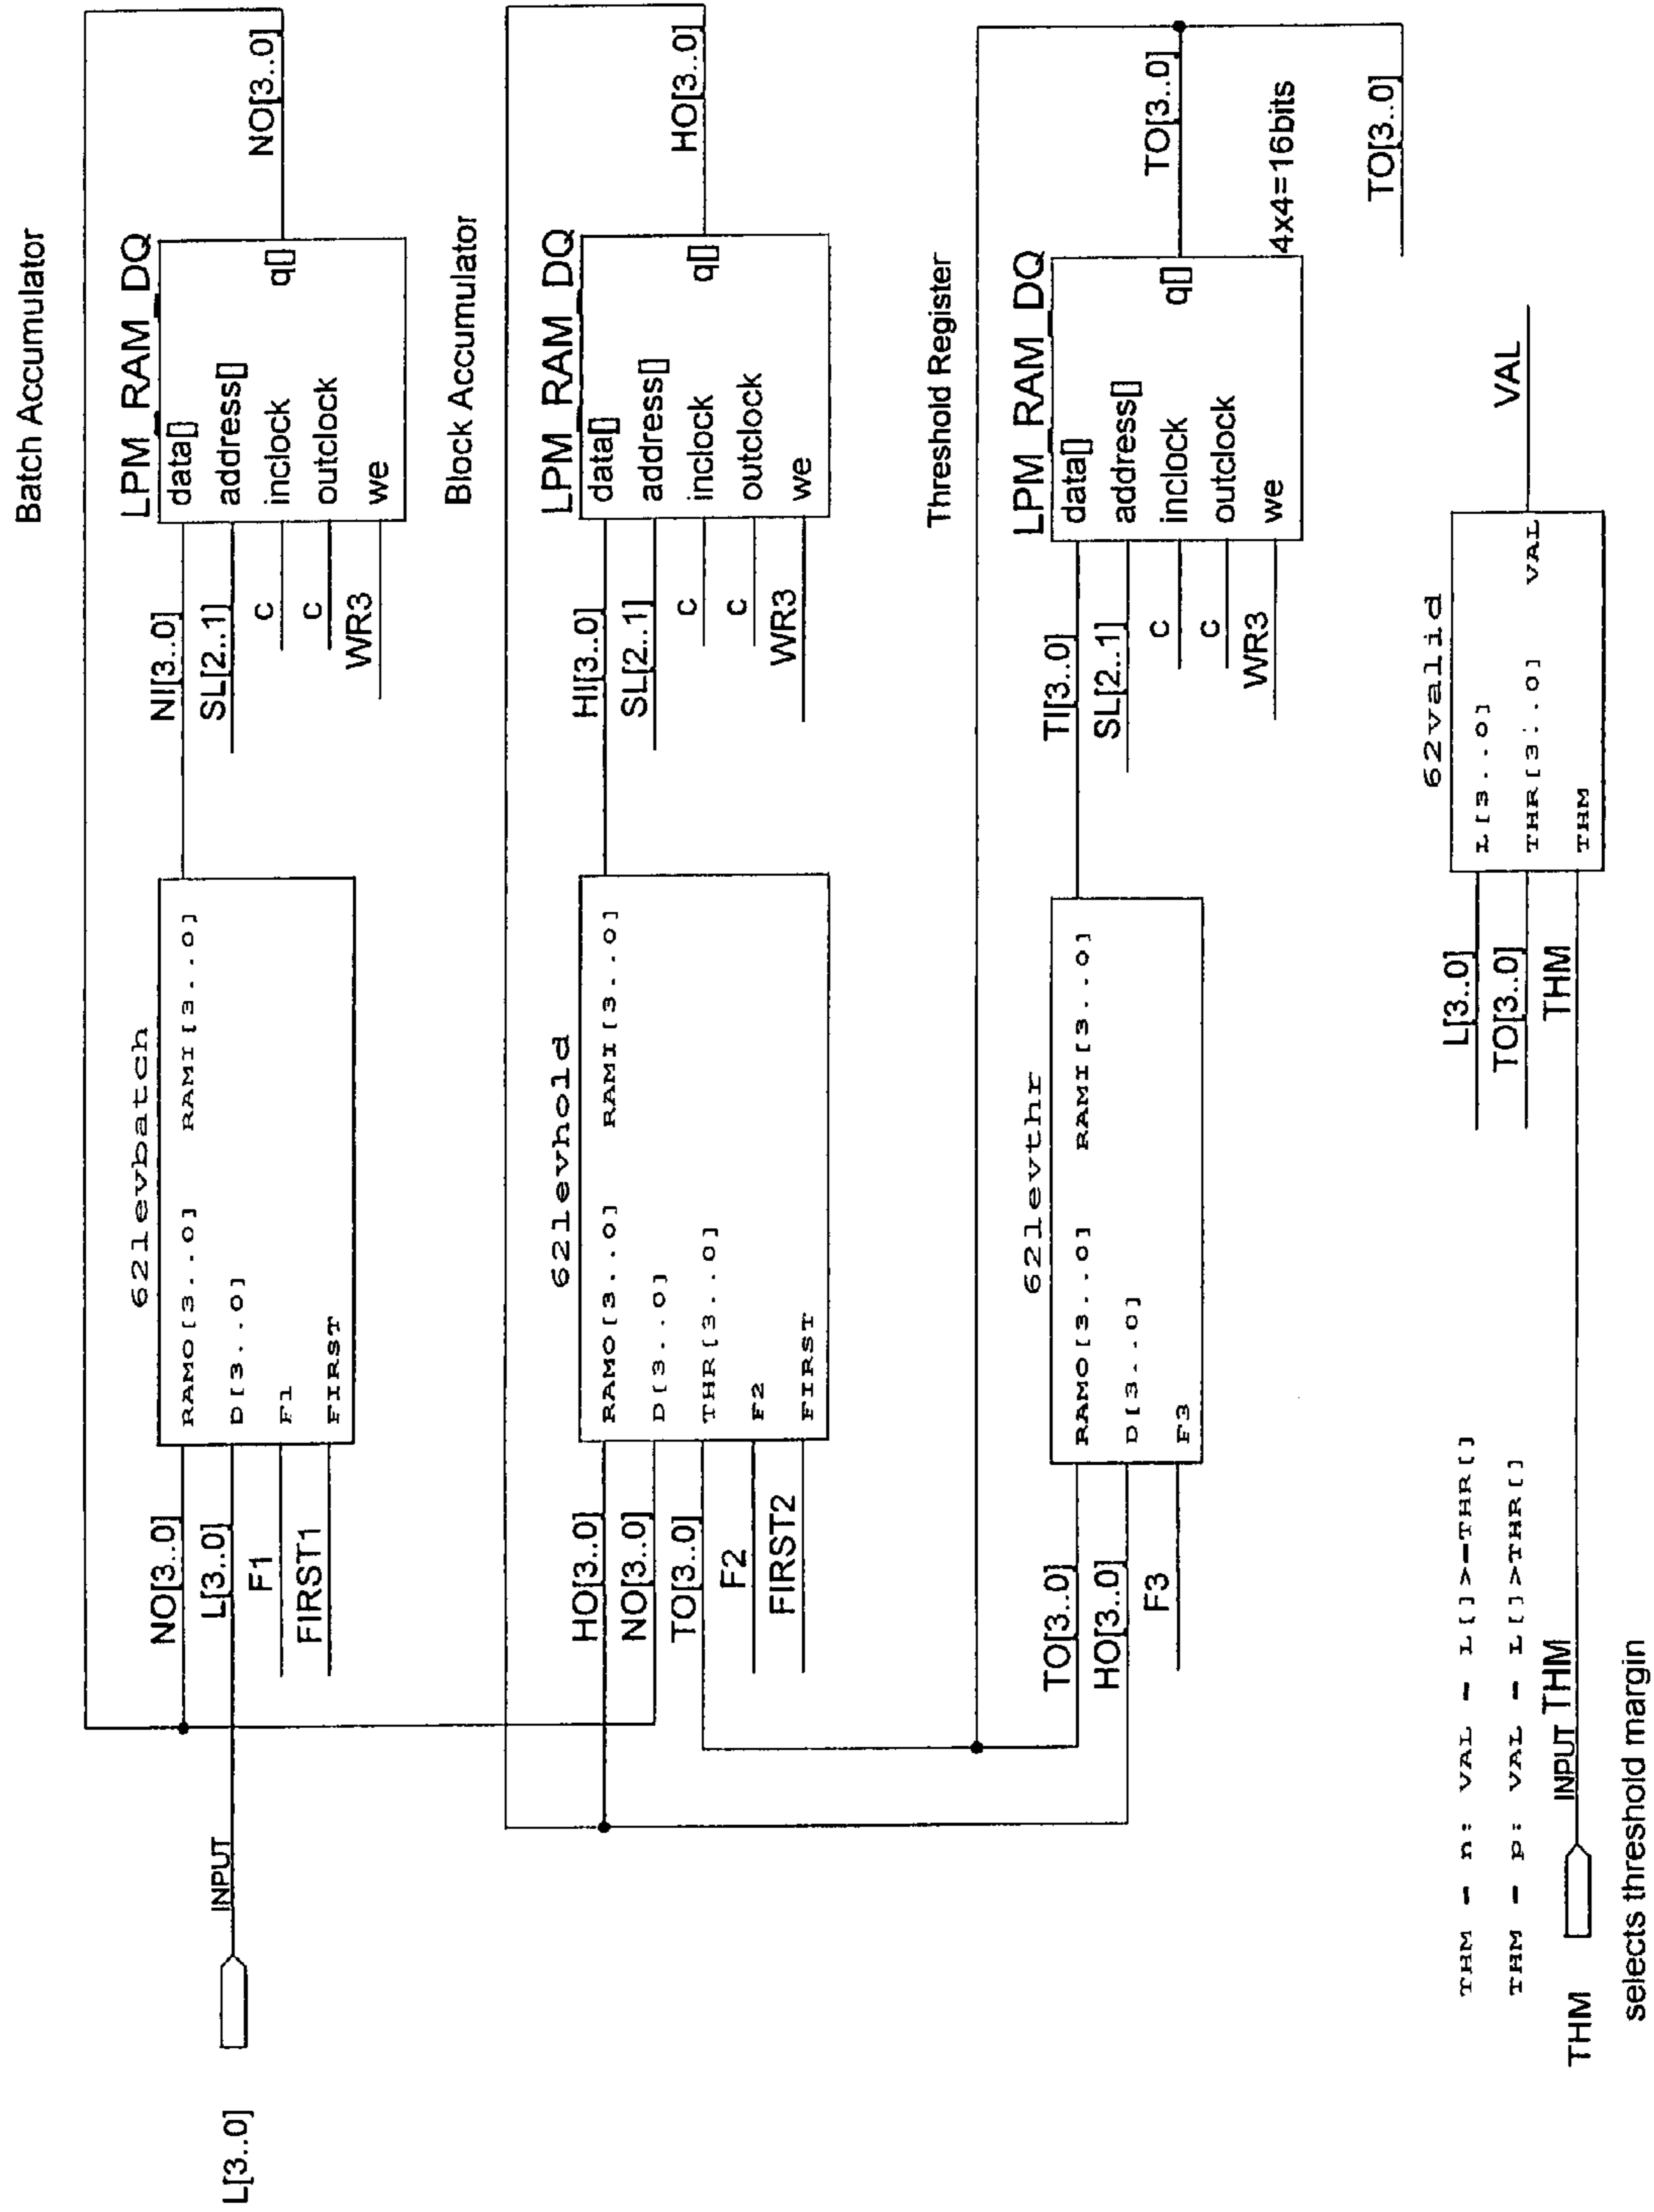 Batch Accumulator
62levbatch
LPM_RAM_DQ
L[3..0]
INPUT
NO[3..0]
RAMO[3..0]
RAMI[3..0]
NI[3..0]
data[]
L[3..0]
D[3..0]
SL[2..1]
address[]
F1
F1
C
inclock
q[]
NO[3..0]
FIRST1
FIRST
C
outclock
WR3
we
Block Accumulator
62levhold
LPM_RAM_DQ
HO[3..0]
RAMO[3..0]
RAMI[3..0]
HI[3..0]
data[]
NO[3..0]
D[3..0]
SL[2..1]
address[]
TO[3..0]
THR[3..0]
C
inclock
q[]
HO[3..0]
F2
F2
C
outclock
FIRST2
FIRST
WR3
we
Threshold Register
62levthr
LPM_RAM_DQ
TO[3..0]
RAMO[3..0]
RAMI[3..0]
TI[3..0]
data[]
HO[3..0]
D[3..0]
SL[2..1]
address[]
F3
F3
C
inclock
q[]
TO[3..0]
C
outclock
WR3
we
4x4=16bits
TO[3..0]
62valid
THM = n: VAL = L[]>=THR[]
L[3..0]
L[3..0]
THM = p: VAL = L[]>THR[]
TO[3..0]
THR[3..0]
VAL
VAL
THM
INPUT
THM
THM
THM
selects threshold margin